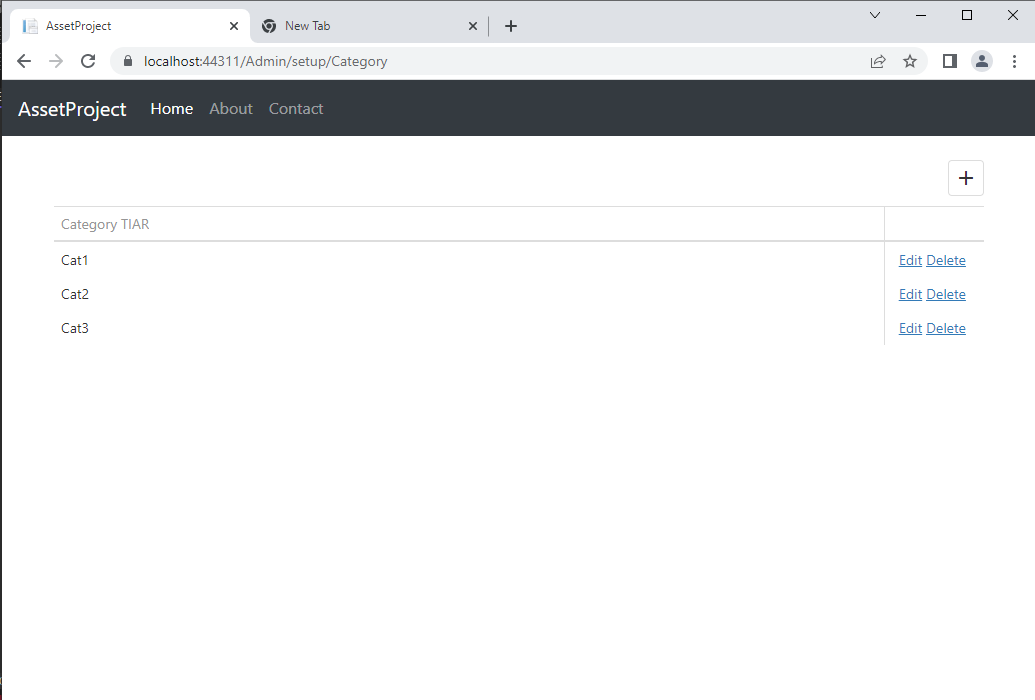 AssetProject
New Tab
localhost:44311/Admin/setup/Category
AssetProject Home About Contact
Category TIAR
Cat1 Edit Delete
Cat2 Edit Delete
Cat3 Edit Delete